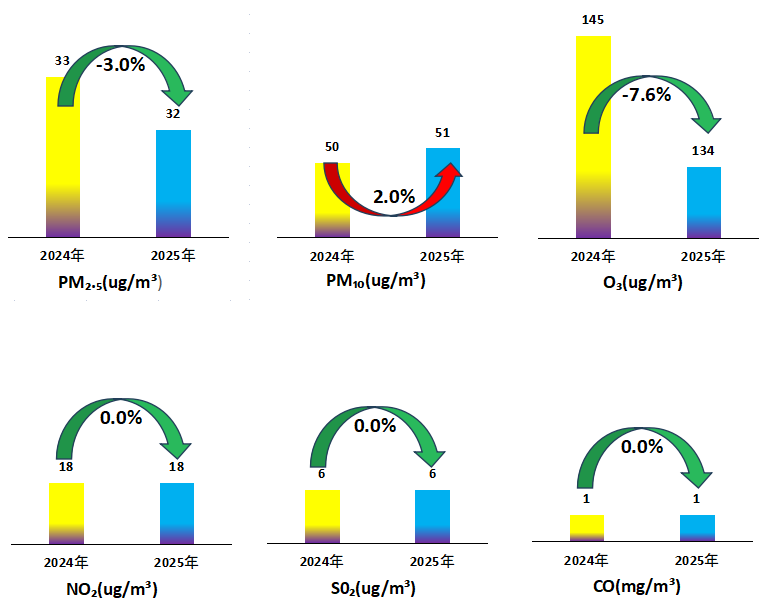 33
-3.0%
32
2024年 2025年
PM₂.₅(ug/m³)
50
51
2.0%
2024年 2025年
PM₁₀(ug/m³)
145
-7.6%
134
2024年 2025年
O₃(ug/m³)
0.0%
18 18
2024年 2025年
NO₂(ug/m³)
0.0%
6 6
2024年 2025年
S0₂(ug/m³)
0.0%
1 1
2024年 2025年
CO(mg/m³)